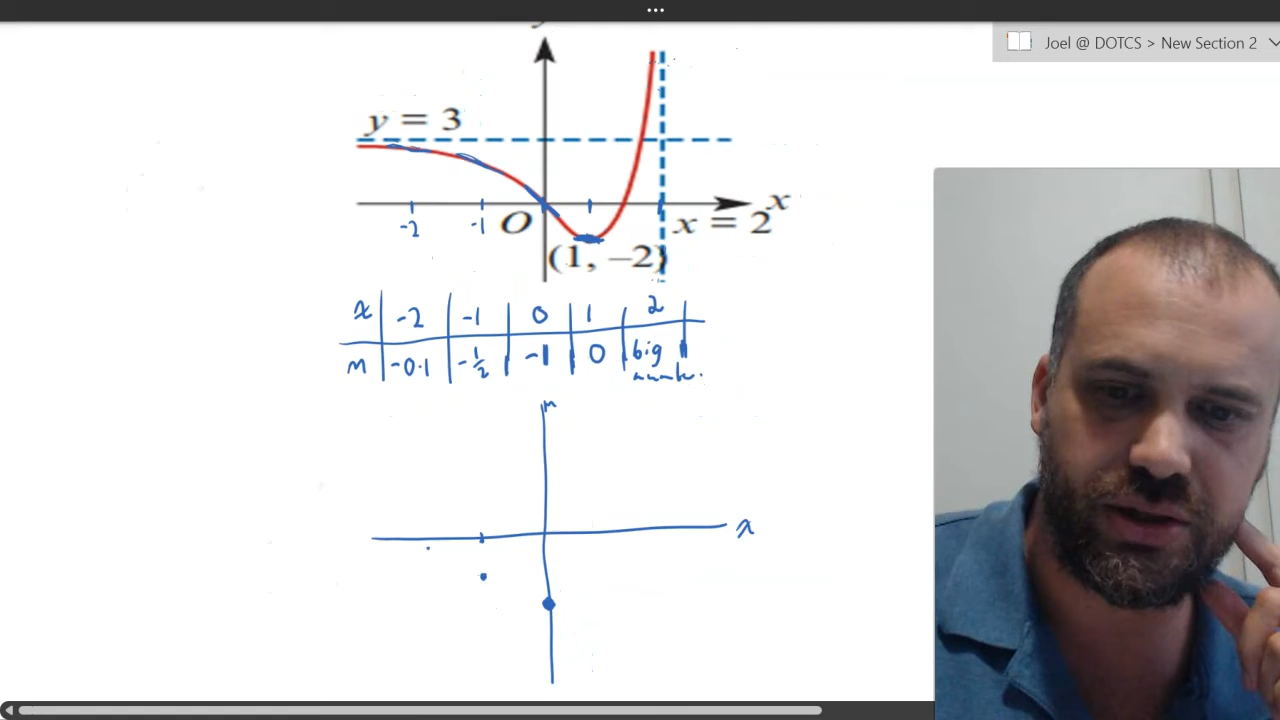 ...
Joel @ DOTCS > New Section 2
y = 3
x
-2 -1 O x = 2
(1, –2)
x -2 -1 0 1 2
m -0.1 -1/2 -1 0 big
m
x